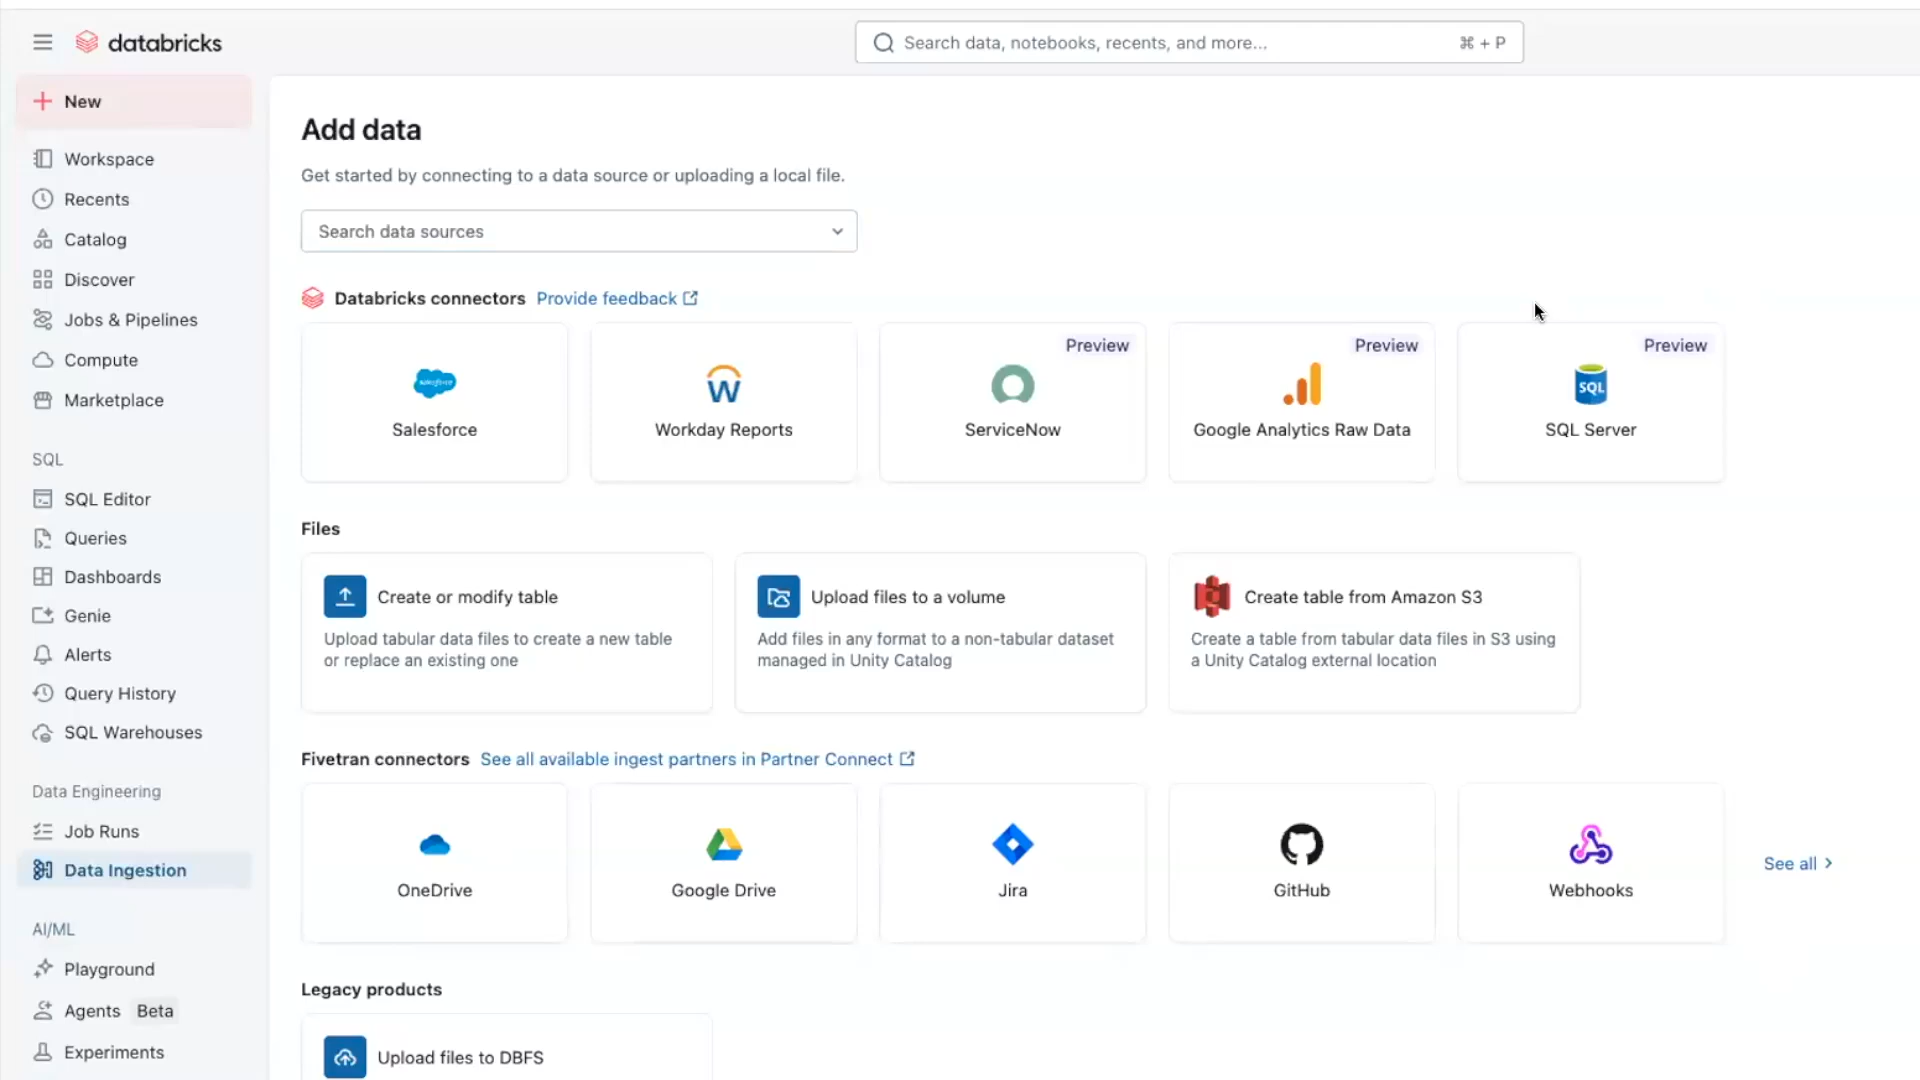 databricks
Search data, notebooks, recents, and more...
⌘ + P
New
Workspace
Recents
Catalog
Discover
Jobs & Pipelines
Compute
Marketplace
SQL
SQL Editor
Queries
Dashboards
Genie
Alerts
Query History
SQL Warehouses
Data Engineering
Job Runs
Data Ingestion
AI/ML
Playground
Agents Beta
Experiments
Add data
Get started by connecting to a data source or uploading a local file.
Search data sources
Databricks connectors Provide feedback
salesforce
Salesforce
Workday Reports
Preview
ServiceNow
Preview
Google Analytics Raw Data
Preview
SQL
SQL Server
Files
Create or modify table
Upload tabular data files to create a new table
or replace an existing one
Upload files to a volume
Add files in any format to a non-tabular dataset
managed in Unity Catalog
Create table from Amazon S3
Create a table from tabular data files in S3 using
a Unity Catalog external location
Fivetran connectors See all available ingest partners in Partner Connect
OneDrive
Google Drive
Jira
GitHub
Webhooks
See all
Legacy products
Upload files to DBFS